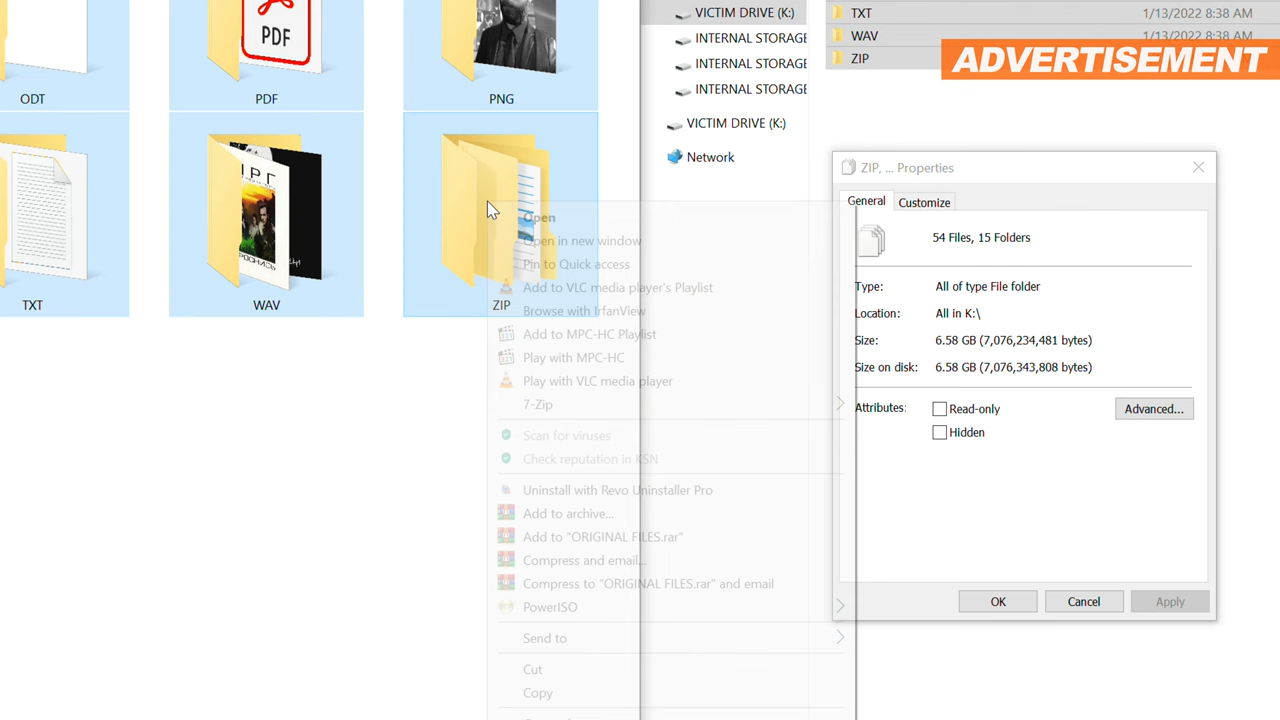 ODT
PDF
PDF
PNG
TXT
WAV
ZIP
Open
Open in new window
Pin to Quick access
Add to VLC media player's Playlist
Browse with IrfanView
Add to MPC-HC Playlist
Play with MPC-HC
Play with VLC media player
7-Zip
Scan for viruses
Check reputation in KSN
Uninstall with Revo Uninstaller Pro
Add to archive...
Add to "ORIGINAL FILES.rar"
Compress and email...
Compress to "ORIGINAL FILES.rar" and email
PowerISO
Send to
Cut
Copy
VICTIM DRIVE (K:)
INTERNAL STORAGE
INTERNAL STORAGE
INTERNAL STORAGE
VICTIM DRIVE (K:)
Network
TXT 1/13/2022 8:38 AM
WAV 1/13/2022 8:38 AM
ZIP
ADVERTISEMENT
ZIP, ... Properties
General
Customize
54 Files, 15 Folders
Type: All of type File folder
Location: All in K:\
Size: 6.58 GB (7,076,234,481 bytes)
Size on disk: 6.58 GB (7,076,343,808 bytes)
Attributes: Read-only
Advanced...
Hidden
OK
Cancel
Apply